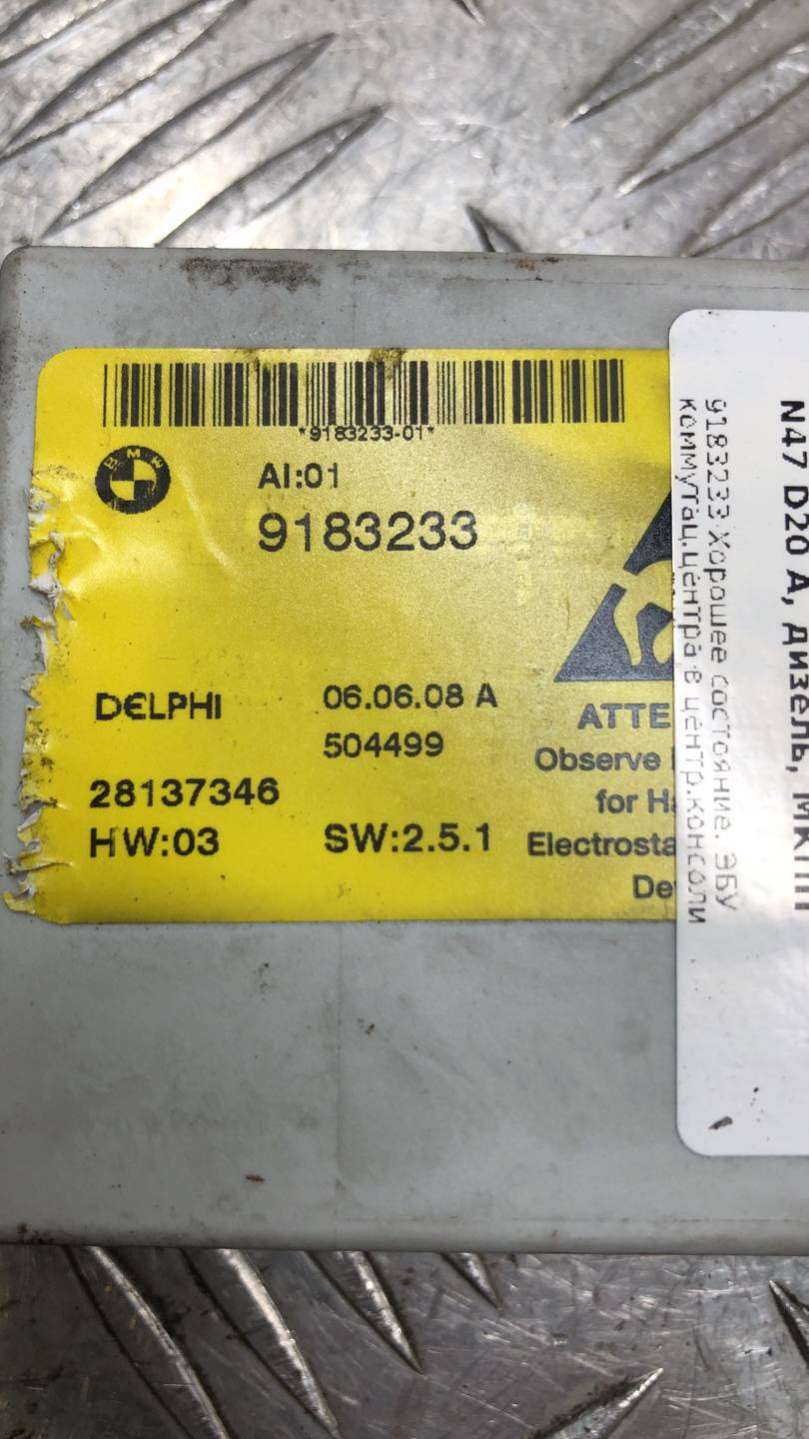 *9183233-01*
BMW
AI:01
9183233
DELPHI
06.06.08 A
504499
28137346
HW:03
SW:2.5.1
ATTE
Observe
for
Electrosta
De
N47 D20 A, дизель, МКПП
9183233 Хорошее состояние. ЭБУ
коммутац.центра в центр.консоли